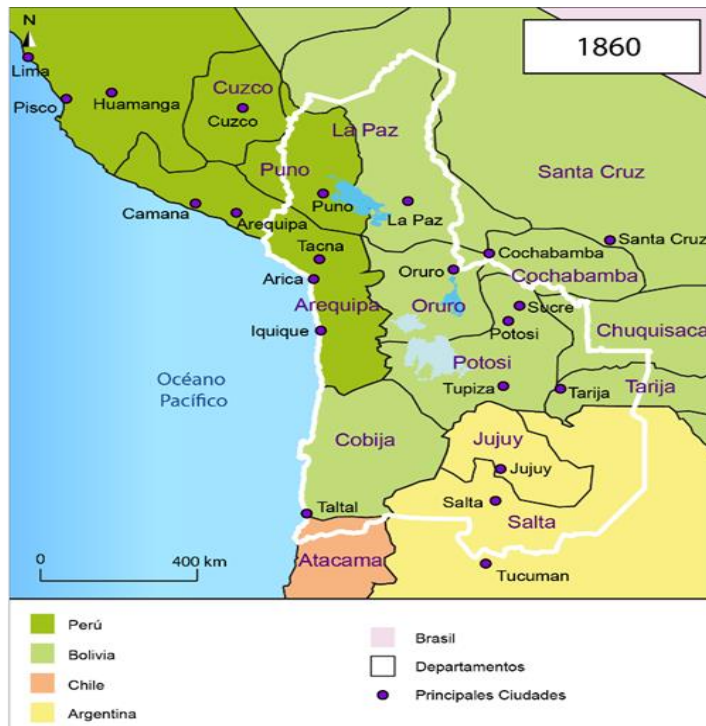 N
1860
Lima
Pisco
Huamanga
Cuzco
Cuzco
La Paz
Puno
Santa Cruz
Puno
La Paz
Camana
Arequipa
Santa Cruz
Cochabamba
Cochabamba
Tacna
Oruro
Arica
Arequipa
Oruro
Sucre
Iquique
Potosi
Chuquisaca
Potosi
Océano
Pacífico
Tupiza
Tarija
Tarija
Cobija
Jujuy
Jujuy
Salta
Taltal
Salta
Atacama
Tucuman
0
400 km
Perú
Bolivia
Chile
Argentina
Brasil
Departamentos
Principales Ciudades